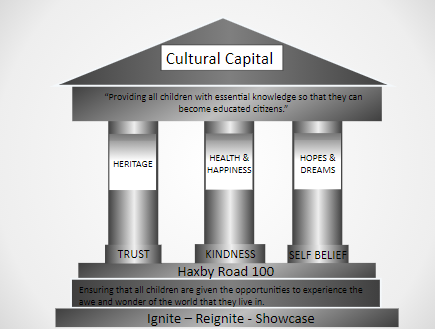 Cultural Capital
“Providing all children with essential knowledge so that they can
become educated citizens.”
HERITAGE
HEALTH &
HAPPINESS
HOPES &
DREAMS
TRUST
KINDNESS
SELF BELIEF
Haxby Road 100
Ensuring that all children are given the opportunities to experience the
awe and wonder of the world that they live in.
Ignite – Reignite - Showcase